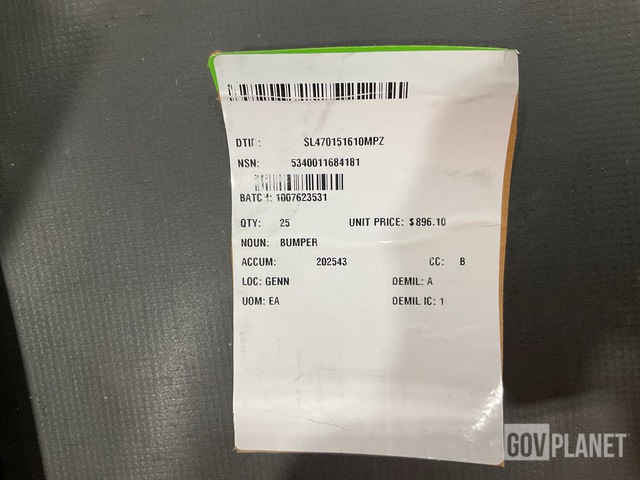 DTID: SL470151610MPZ
NSN: 5340011684181
BATCH: 1007623531
QTY: 25 UNIT PRICE: $896.10
NOUN: BUMPER
ACCUM: 202543 CC: B
LOC: GENN DEMIL: A
UOM: EA DEMIL IC: 1
GOVPLANET